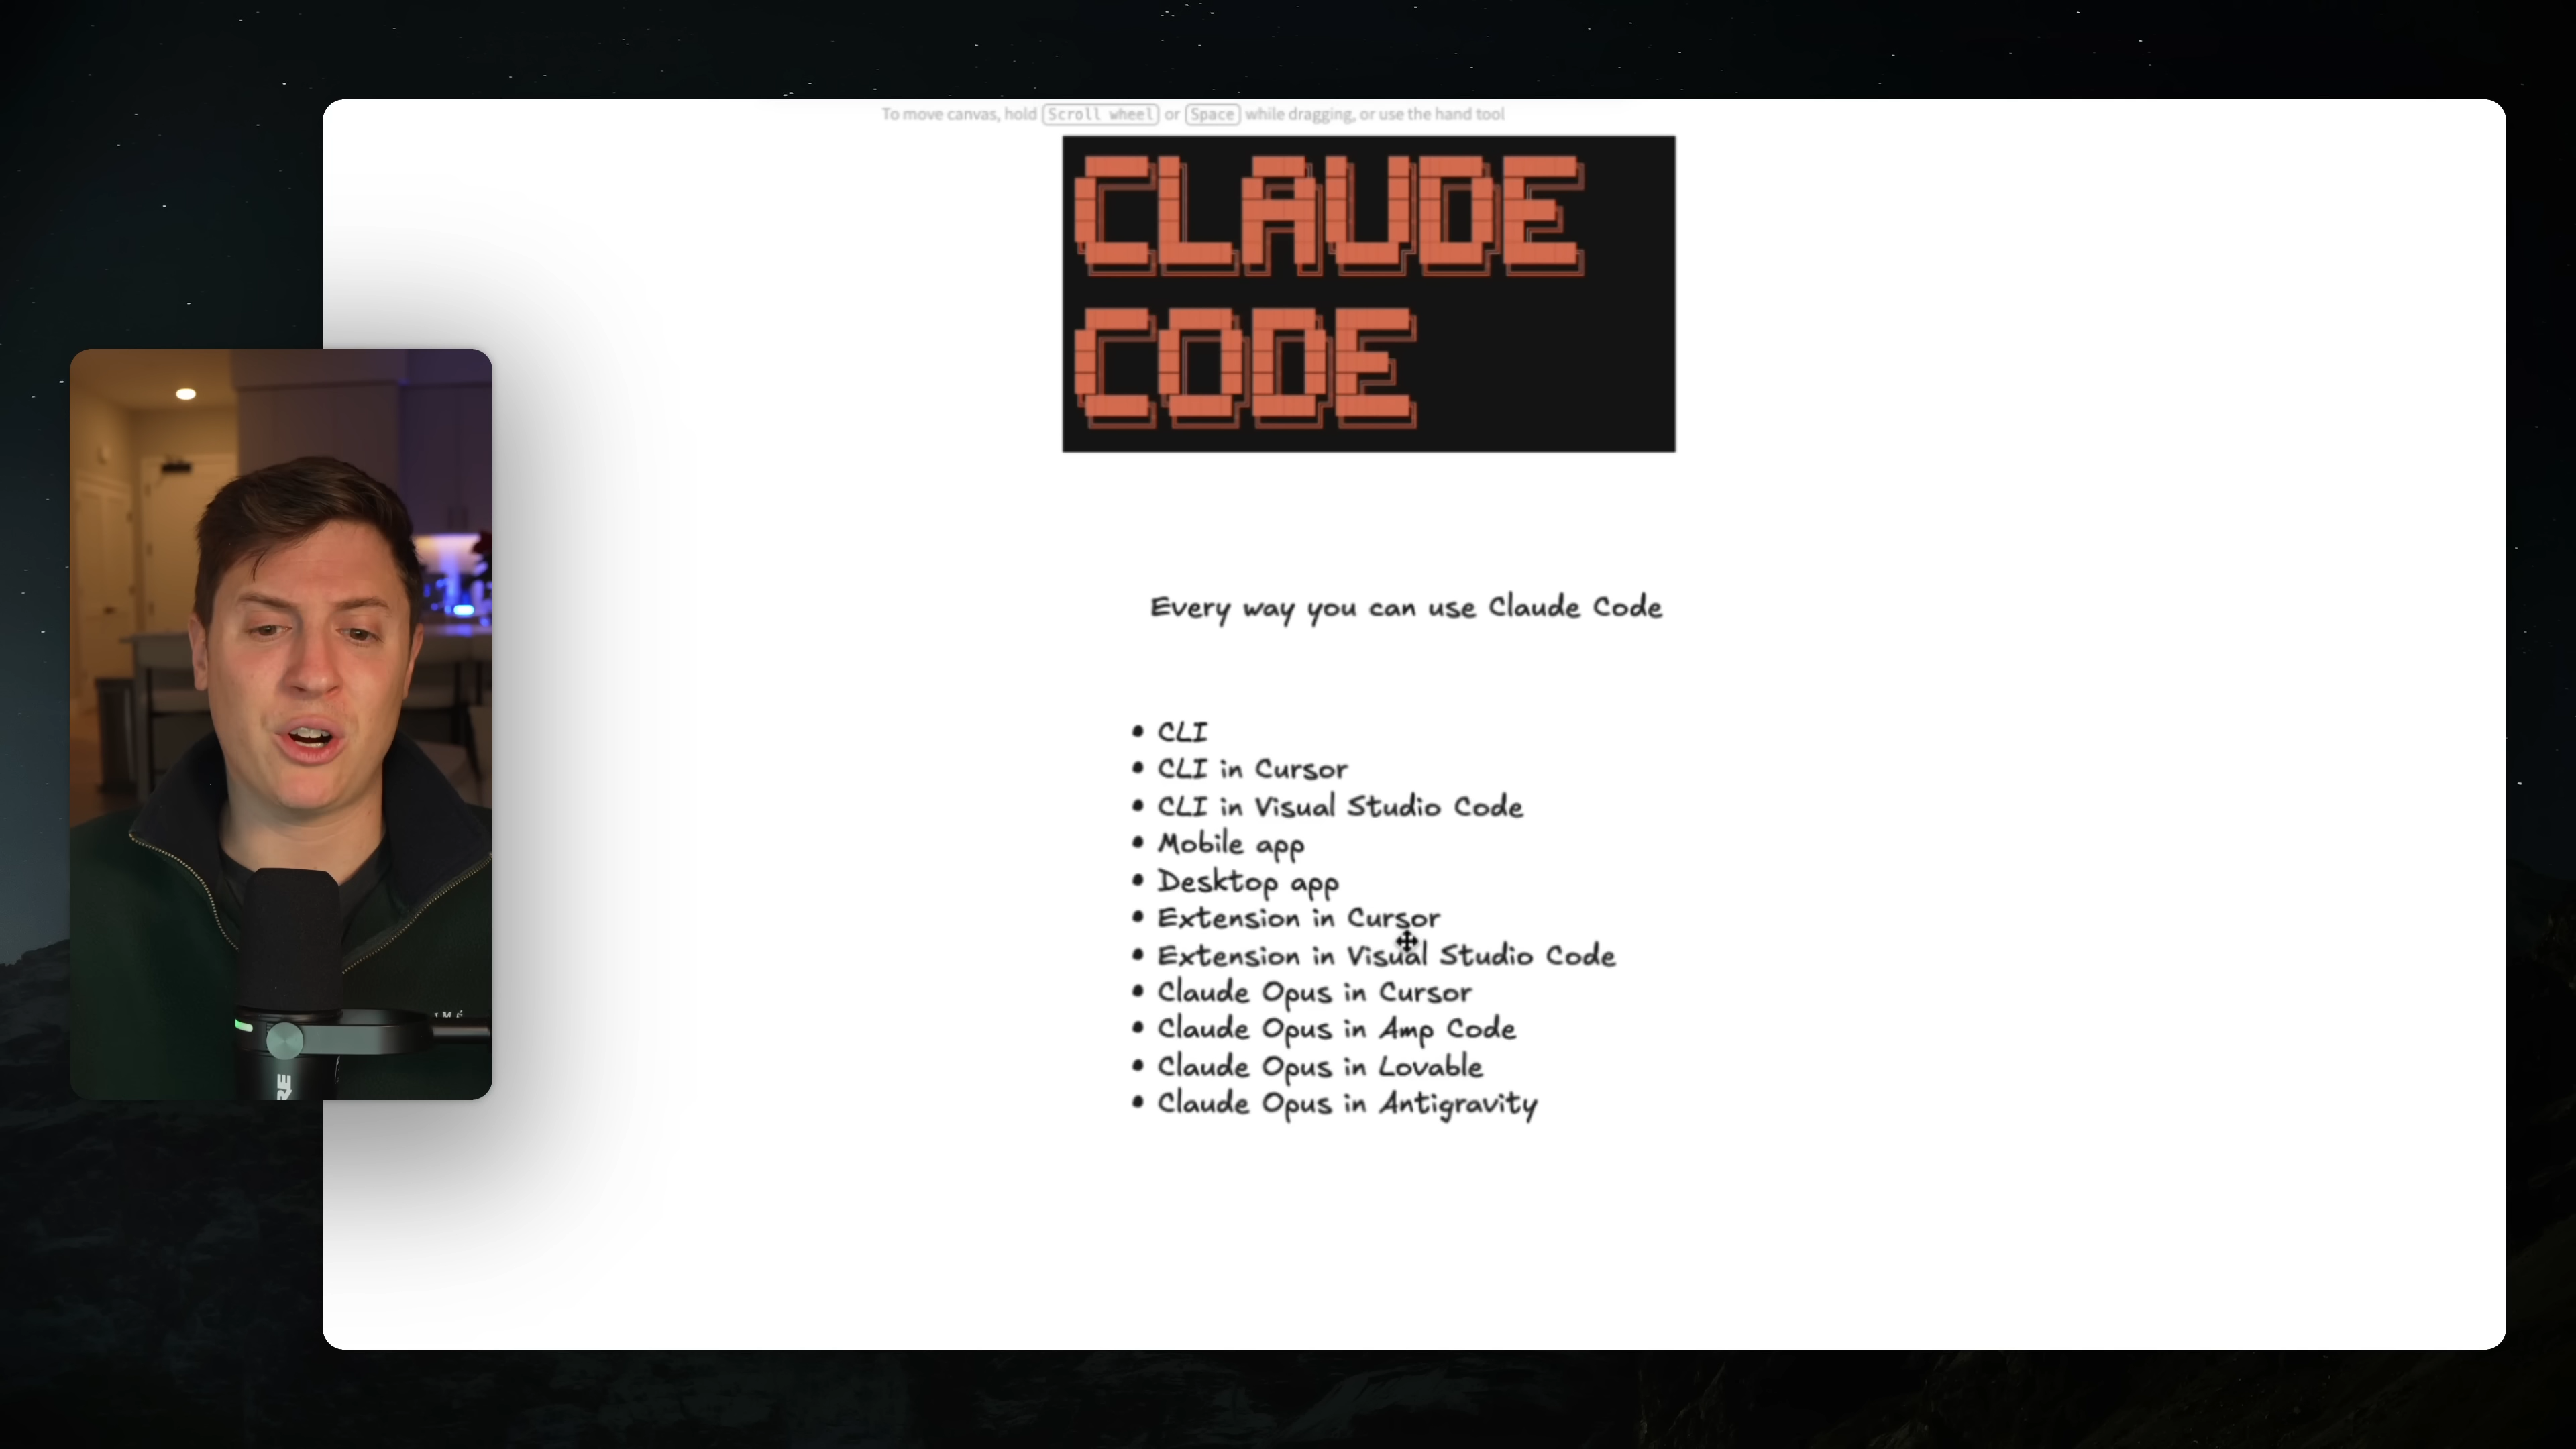 To move canvas, hold Scroll wheel or Space while dragging, or use the hand tool
CLAUDE
CODE
Every way you can use Claude Code
• CLI
• CLI in Cursor
• CLI in Visual Studio Code
• Mobile app
• Desktop app
• Extension in Cursor
• Extension in Visual Studio Code
• Claude Opus in Cursor
• Claude Opus in Amp Code
• Claude Opus in Lovable
• Claude Opus in Antigravity